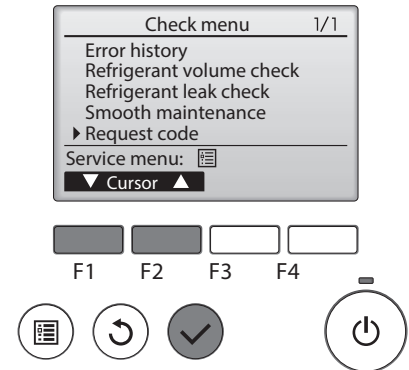 Check menu 1/1
Error history
Refrigerant volume check
Refrigerant leak check
Smooth maintenance
Request code
Service menu:
Cursor
F1 F2 F3 F4